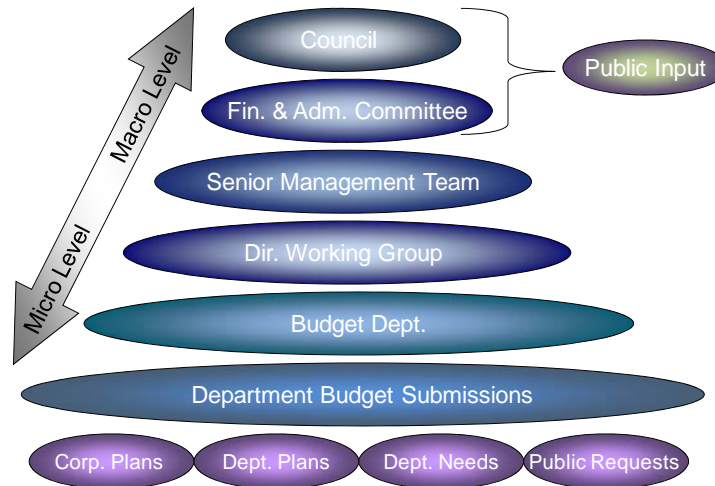 Council
Public Input
Fin. & Adm. Committee
Macro Level
Senior Management Team
Dir. Working Group
Micro Level
Budget Dept.
Department Budget Submissions
Corp. Plans
Dept. Plans
Dept. Needs
Public Requests